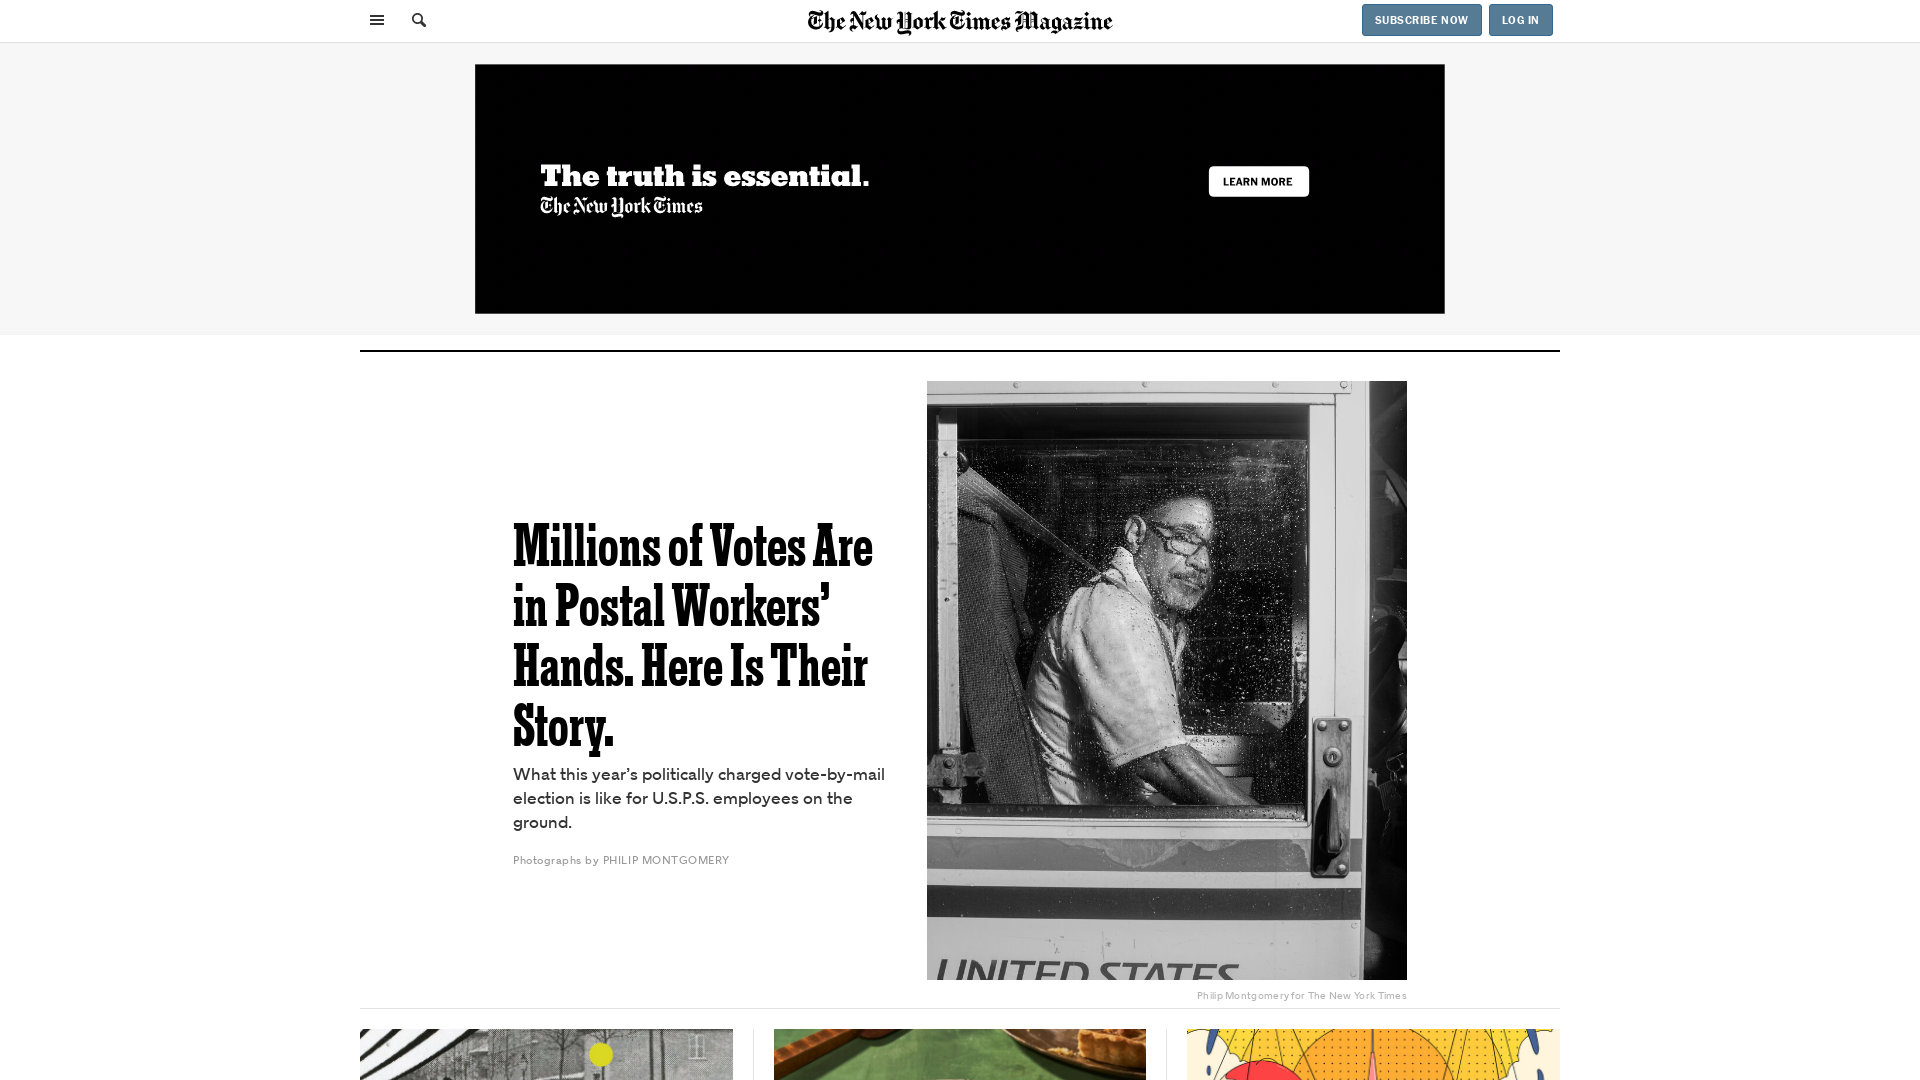 The New York Times Magazine
SUBSCRIBE NOW
LOG IN
The truth is essential.
The New York Times
LEARN MORE
Millions of Votes Are
in Postal Workers’
Hands. Here Is Their
Story.
What this year’s politically charged vote-by-mail
election is like for U.S.P.S. employees on the
ground.
Photographs by PHILIP MONTGOMERY
UNITED STATES
Philip Montgomery for The New York Times